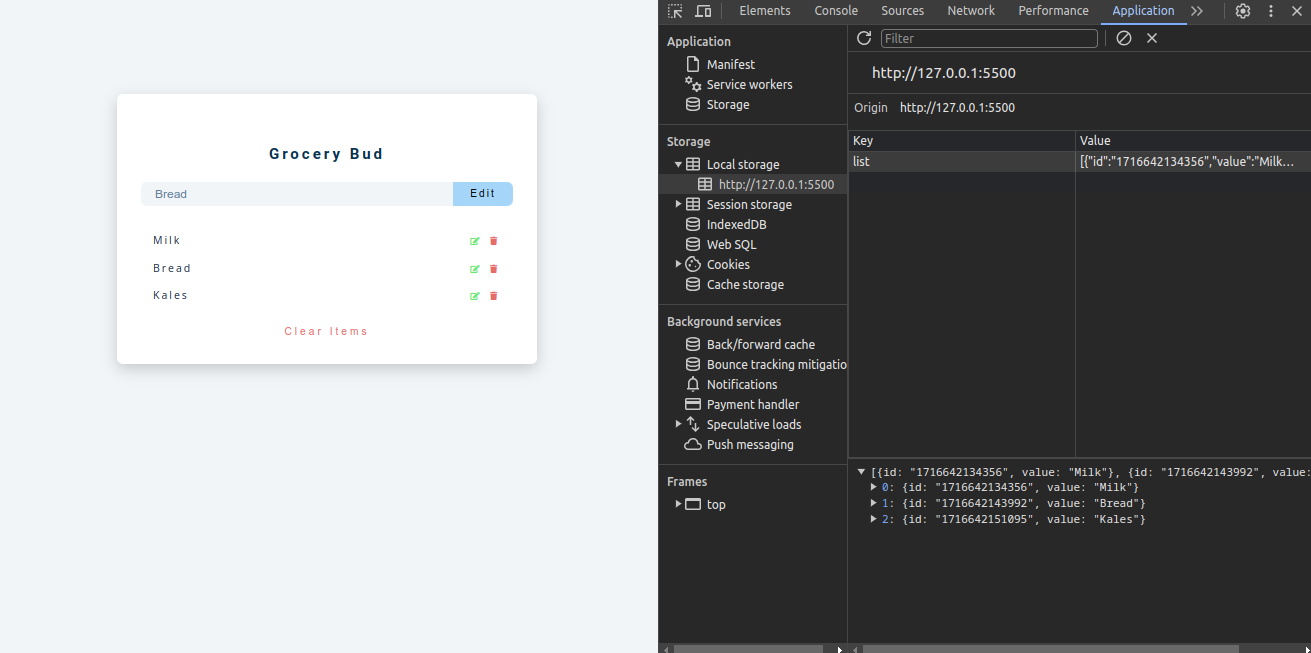 Grocery Bud
Bread Edit
Milk
Bread
Kales
Clear Items
Elements Console Sources Network Performance Application
Application
Manifest
Service workers
Storage
Storage
Local storage
http://127.0.0.1:5500
Session storage
IndexedDB
Web SQL
Cookies
Cache storage
Background services
Back/forward cache
Bounce tracking mitigatio
Notifications
Payment handler
Speculative loads
Push messaging
Frames
top
Filter
http://127.0.0.1:5500
Origin http://127.0.0.1:5500
Key Value
list [{"id":"1716642134356","value":"Milk...
[{id: "1716642134356", value: "Milk"}, {id: "1716642143992", value:
0: {id: "1716642134356", value: "Milk"}
1: {id: "1716642143992", value: "Bread"}
2: {id: "1716642151095", value: "Kales"}